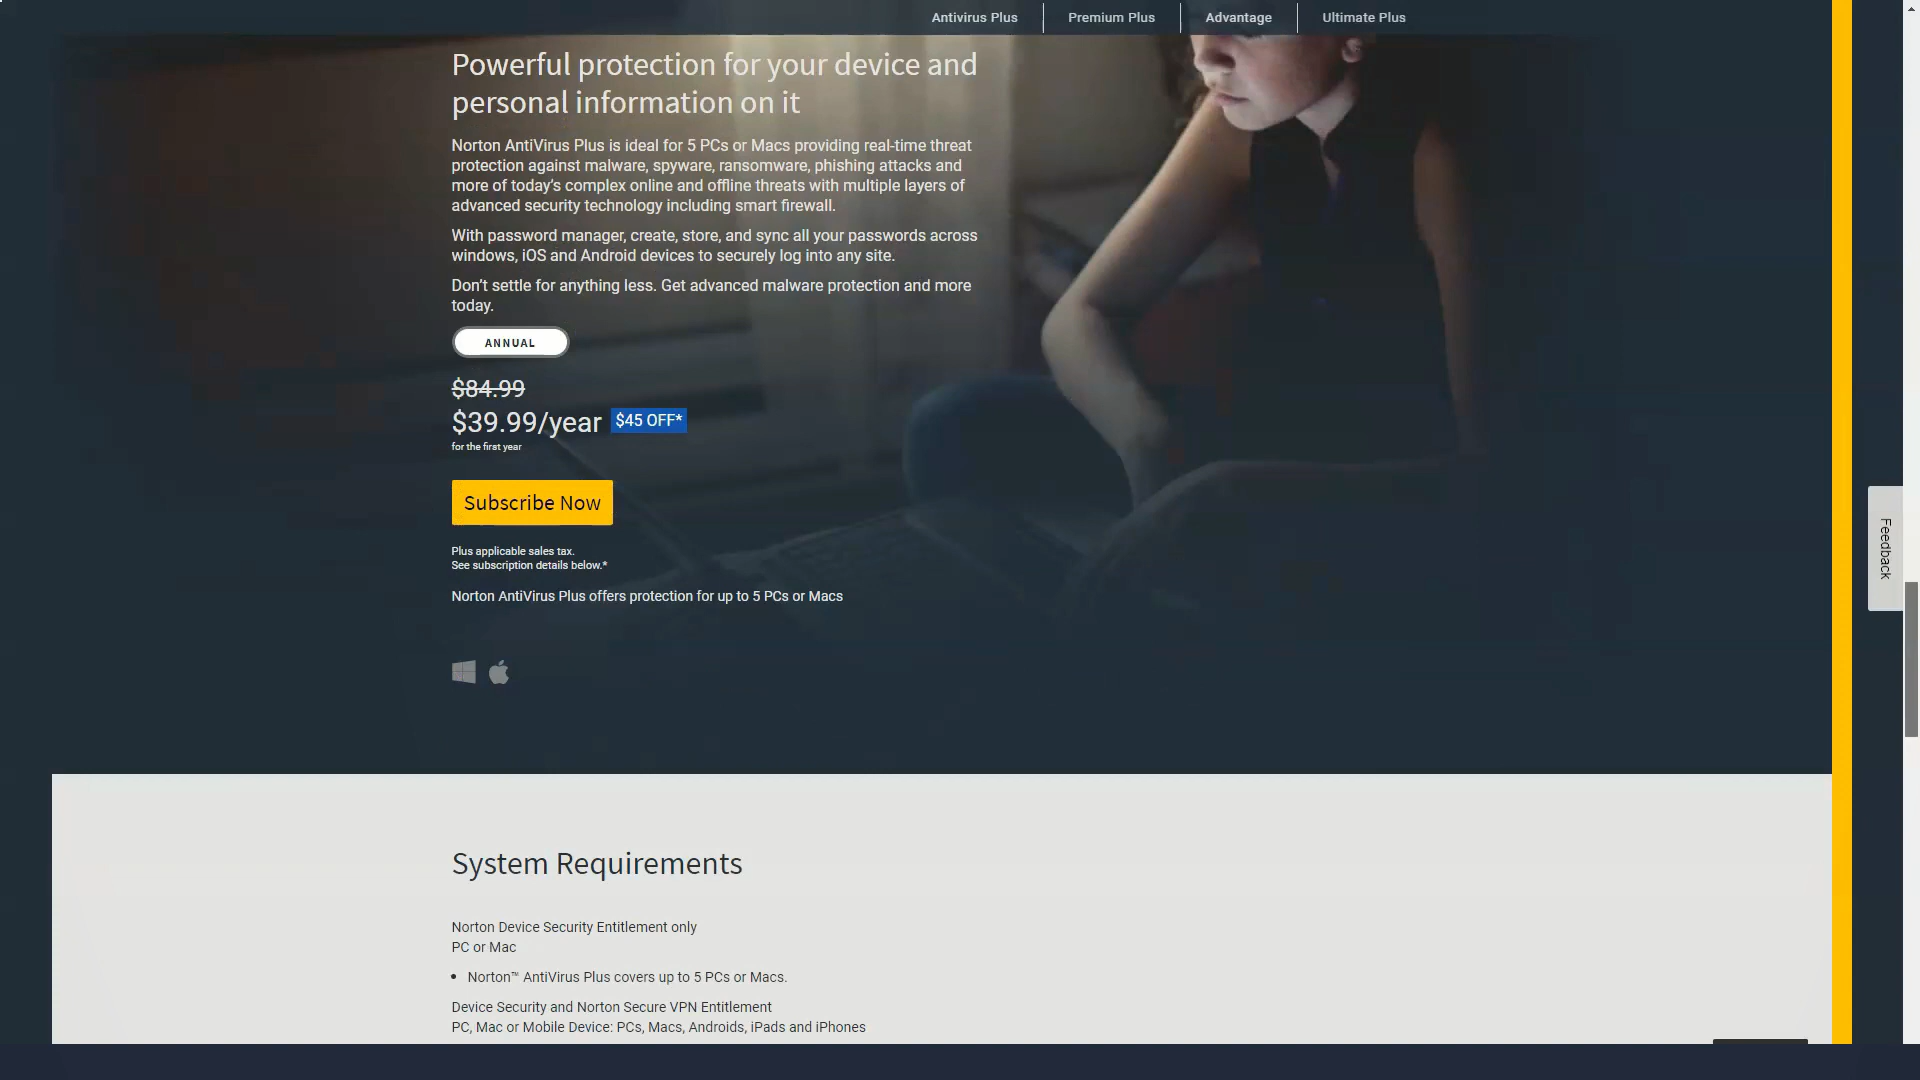 Antivirus Plus
Premium Plus
Advantage
Ultimate Plus
Powerful protection for your device and
personal information on it
Norton AntiVirus Plus is ideal for 5 PCs or Macs providing real-time threat
protection against malware, spyware, ransomware, phishing attacks and
more of today's complex online and offline threats with multiple layers of
advanced security technology including smart firewall.
With password manager, create, store, and sync all your passwords across
windows, iOS and Android devices to securely log into any site.
Don't settle for anything less. Get advanced malware protection and more
today.
ANNUAL
$84.99
$39.99/year $45 OFF*
for the first year
Subscribe Now
Plus applicable sales tax.
See subscription details below.*
Norton AntiVirus Plus offers protection for up to 5 PCs or Macs
Feedback
System Requirements
Norton Device Security Entitlement only
PC or Mac
• Norton™ AntiVirus Plus covers up to 5 PCs or Macs.
Device Security and Norton Secure VPN Entitlement
PC, Mac or Mobile Device: PCs, Macs, Androids, iPads and iPhones